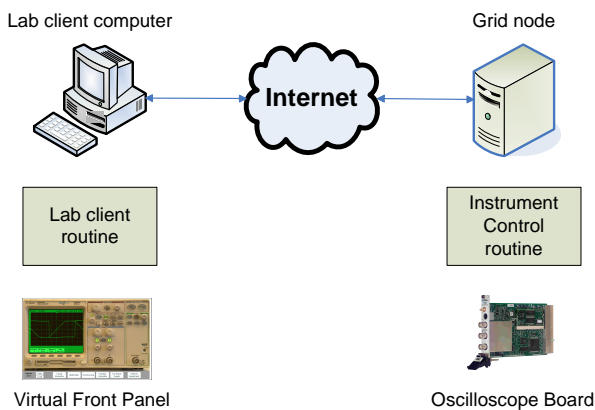 Lab client computer
Grid node
Internet
Lab client
routine
Instrument
Control
routine
Virtual Front Panel
Oscilloscope Board